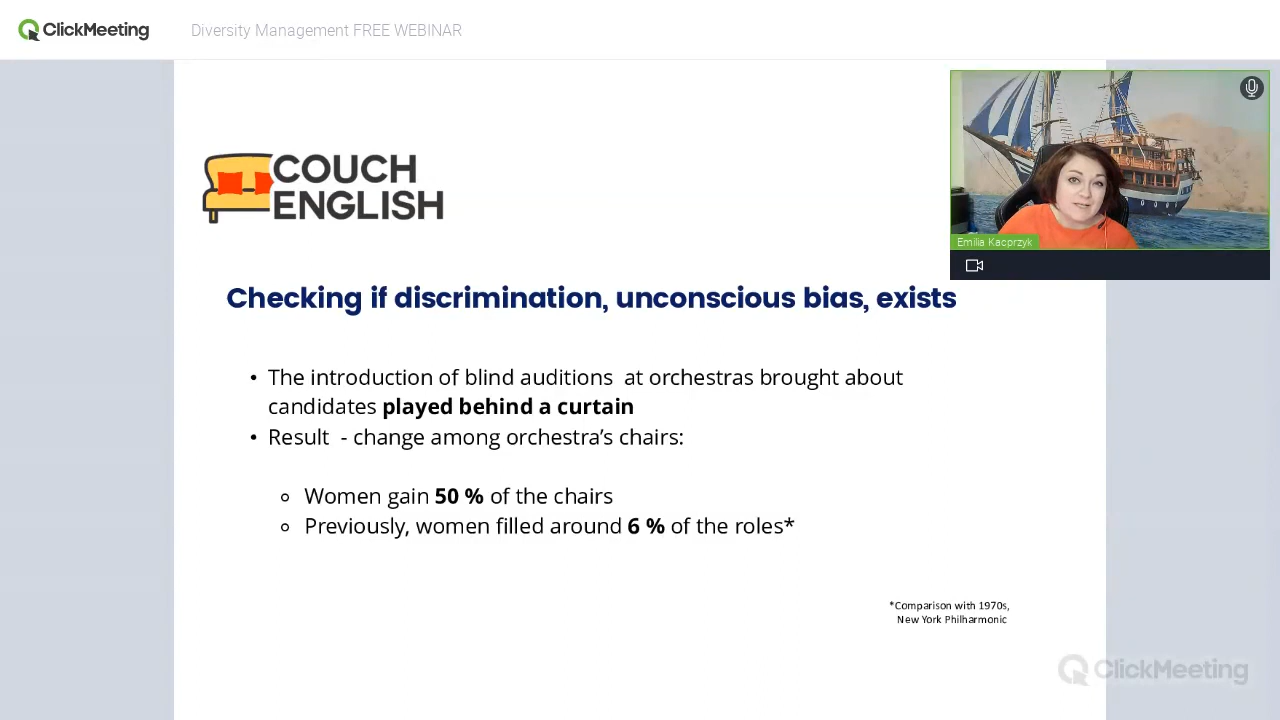 ClickMeeting
Diversity Management FREE WEBINAR
COUCH
ENGLISH
Emilia Kacprzyk
Checking if discrimination, unconscious bias, exists
• The introduction of blind auditions  at orchestras brought about
candidates played behind a curtain
• Result  - change among orchestra’s chairs:
○ Women gain 50 % of the chairs
○ Previously, women filled around 6 % of the roles*
*Comparison with 1970s,
New York Philharmonic
ClickMeeting